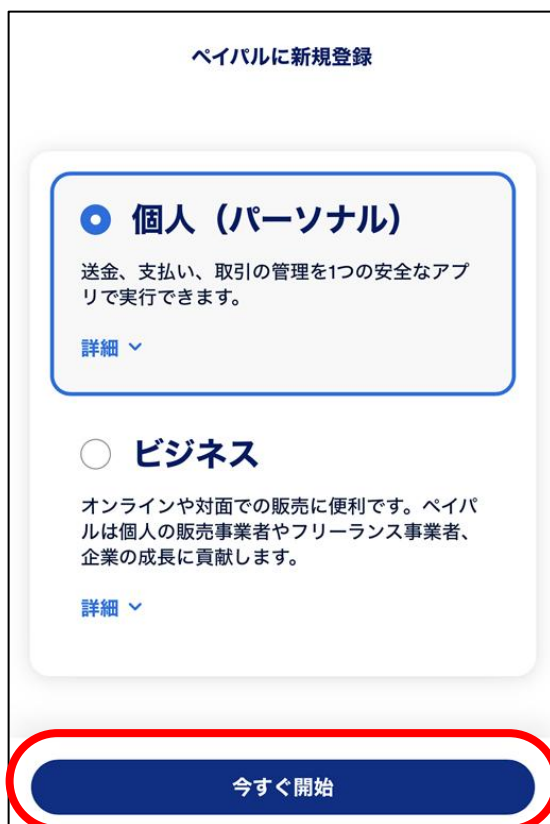 ペイパルに新規登録
個人（パーソナル）
送金、支払い、取引の管理を1つの安全なアプ
リで実行できます。
詳細
ビジネス
オンラインや対面での販売に便利です。ペイパ
ルは個人の販売事業者やフリーランス事業者、
企業の成長に貢献します。
詳細
今すぐ開始